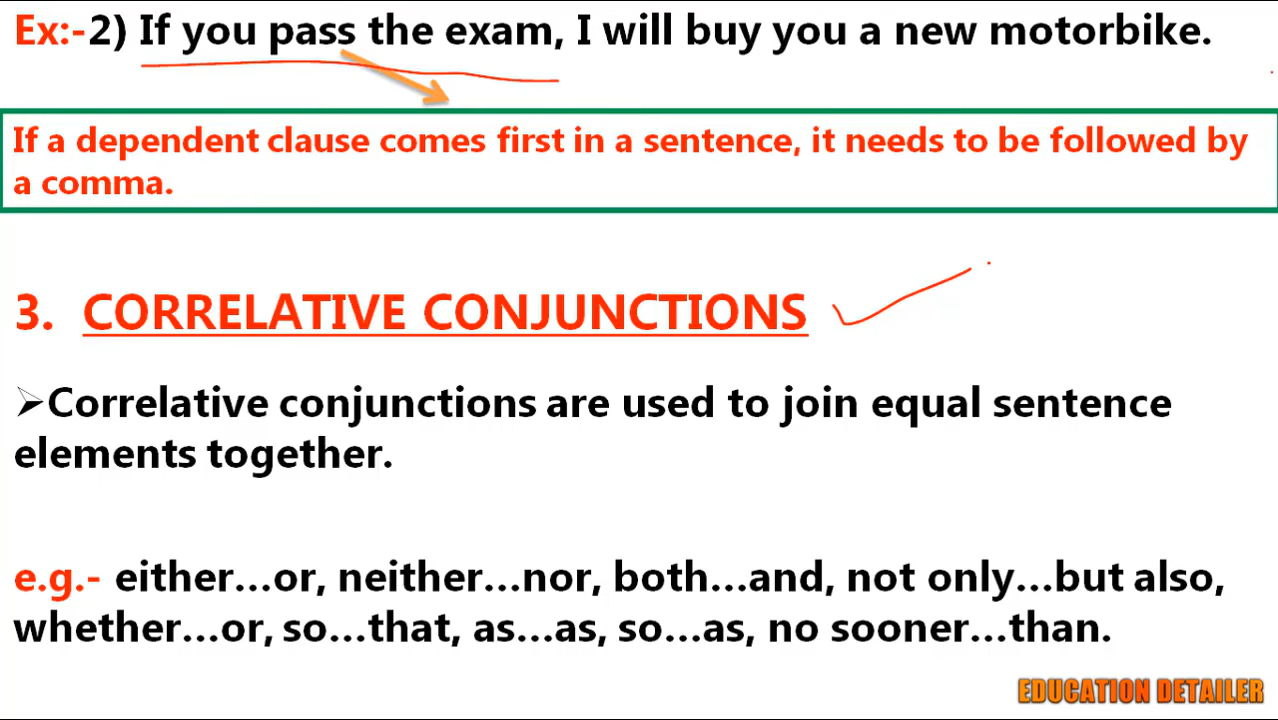 Ex:-2) If you pass the exam, I will buy you a new motorbike.
If a dependent clause comes first in a sentence, it needs to be followed by
a comma.
3. CORRELATIVE CONJUNCTIONS
➢Correlative conjunctions are used to join equal sentence
elements together.
e.g.- either...or, neither...nor, both...and, not only...but also,
whether...or, so...that, as...as, so...as, no sooner...than.
EDUCATION DETAILER